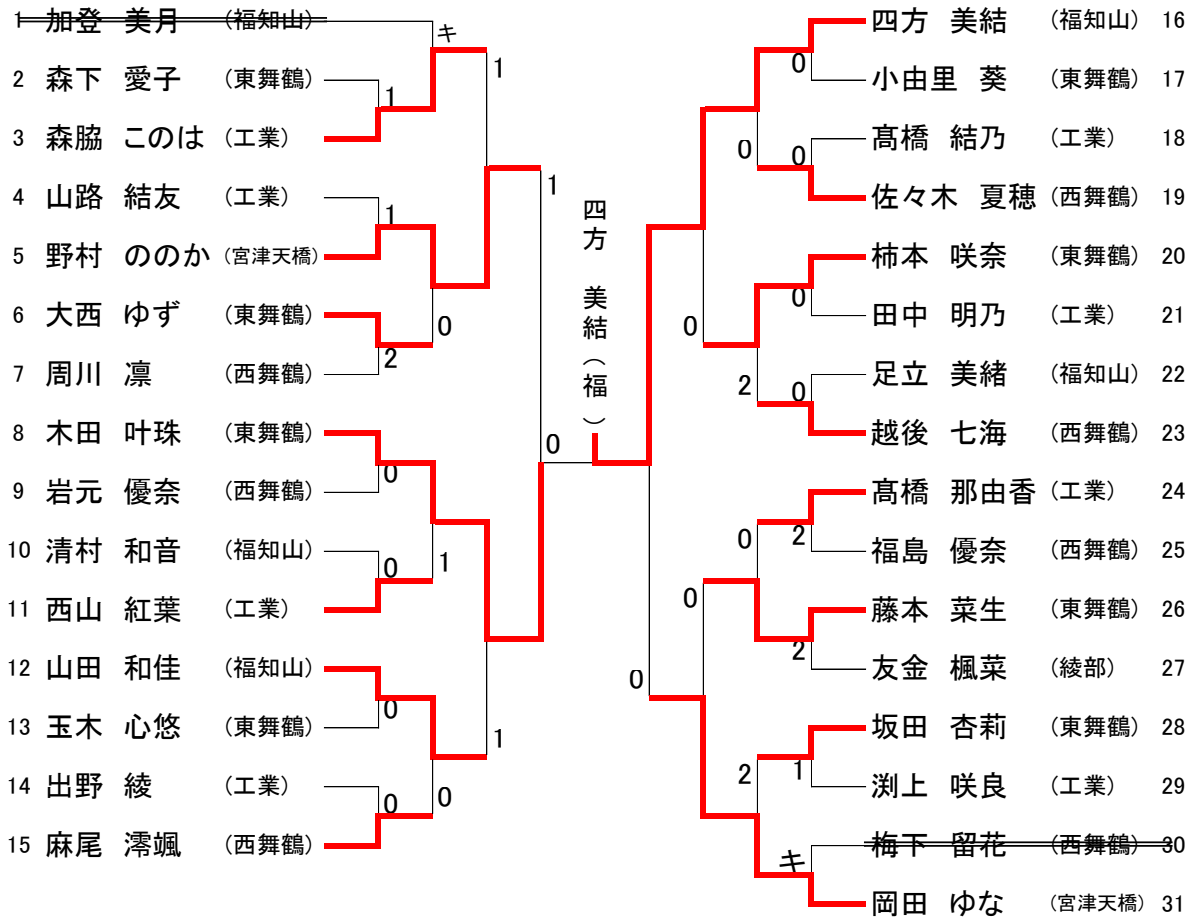 1 加登 美月 (福知山)
2 森下 愛子 (東舞鶴)
3 森脇 このは (工業)
4 山路 結友 (工業)
5 野村 ののか (宮津天橋)
6 大西 ゆず (東舞鶴)
7 周川 凛 (西舞鶴)
8 木田 叶珠 (東舞鶴)
9 岩元 優奈 (西舞鶴)
10 清村 和音 (福知山)
11 西山 紅葉 (工業)
12 山田 和佳 (福知山)
13 玉木 心悠 (東舞鶴)
14 出野 綾 (工業)
15 麻尾 澪颯 (西舞鶴)
キ
1
1
2
0
0
0
0
1
0
1
1
0
1
1
0
四方 美結(福)
0
0
0
0
2
0
0
0
0
2
2
0
2
1
キ
四方 美結 (福知山) 16
小由里 葵 (東舞鶴) 17
髙橋 結乃 (工業) 18
佐々木 夏穂 (西舞鶴) 19
柿本 咲奈 (東舞鶴) 20
田中 明乃 (工業) 21
足立 美緒 (福知山) 22
越後 七海 (西舞鶴) 23
髙橋 那由香 (工業) 24
福島 優奈 (西舞鶴) 25
藤本 菜生 (東舞鶴) 26
友金 楓菜 (綾部) 27
坂田 杏莉 (東舞鶴) 28
渕上 咲良 (工業) 29
梅下 留花 (西舞鶴) 30
岡田 ゆな (宮津天橋) 31